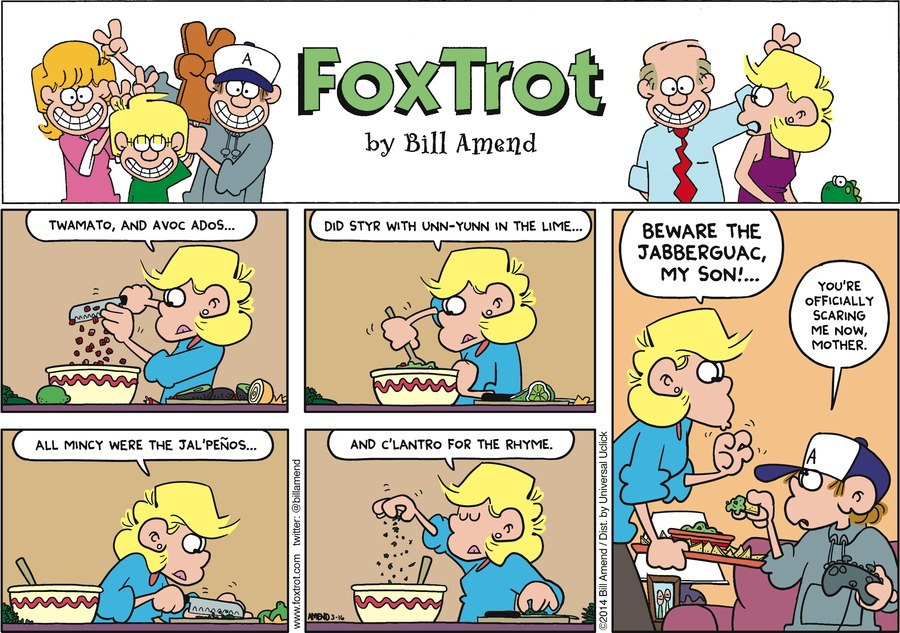 FOXTROT
by Bill Amend
A
TWAMATO, AND AVOC ADOS...
DID STYR WITH UNN-YUNN IN THE LIME...
ALL MINCY WERE THE JAL'PEÑOS...
AND C'LANTRO FOR THE RHYME.
AMEND 3-16
www.foxtrot.com twitter: @billamend
©2014 Bill Amend / Dist. by Universal Uclick
BEWARE THE
JABBERGUAC,
MY SON!...
YOU'RE
OFFICIALLY
SCARING
ME NOW,
MOTHER.
A